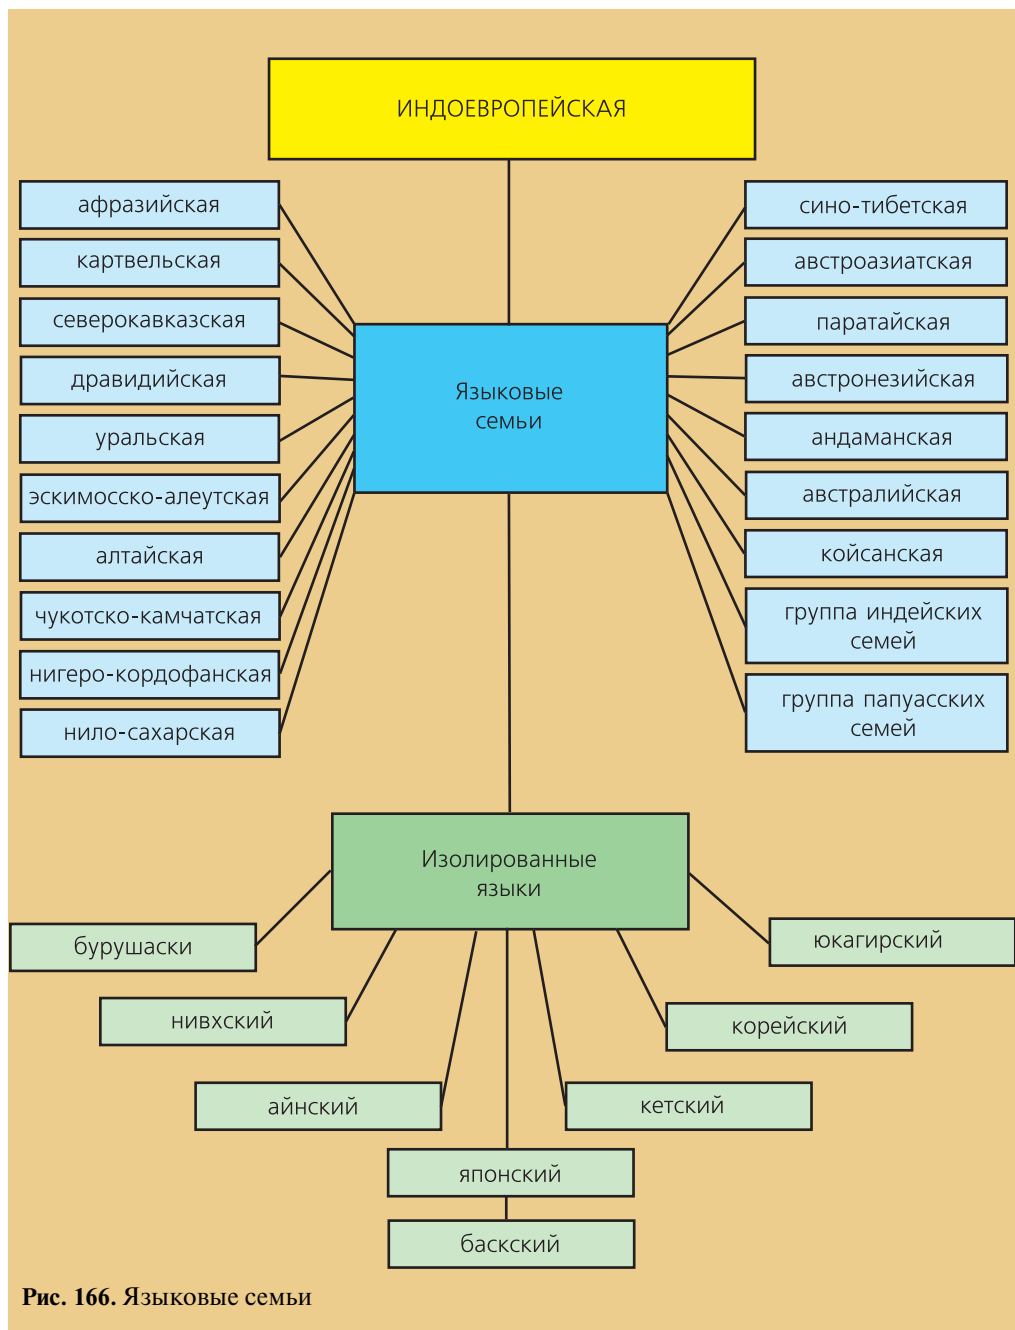 ИНДОЕВРОПЕЙСКАЯ
афразийская
картвельская
северокавказская
дравидийская
уральская
эскимосско-алеутская
алтайская
чукотско-камчатская
нигеро-кордофанская
нило-сахарская
Языковые
семьи
сино-тибетская
австроазиатская
паратайская
австронезийская
андаманская
австралийская
койсанская
группа индейских
семей
группа папуасских
семей
Изолированные
языки
бурушаски
юкагирский
нивхский
корейский
айнский
кетский
японский
баскский
Рис. 166. Языковые семьи